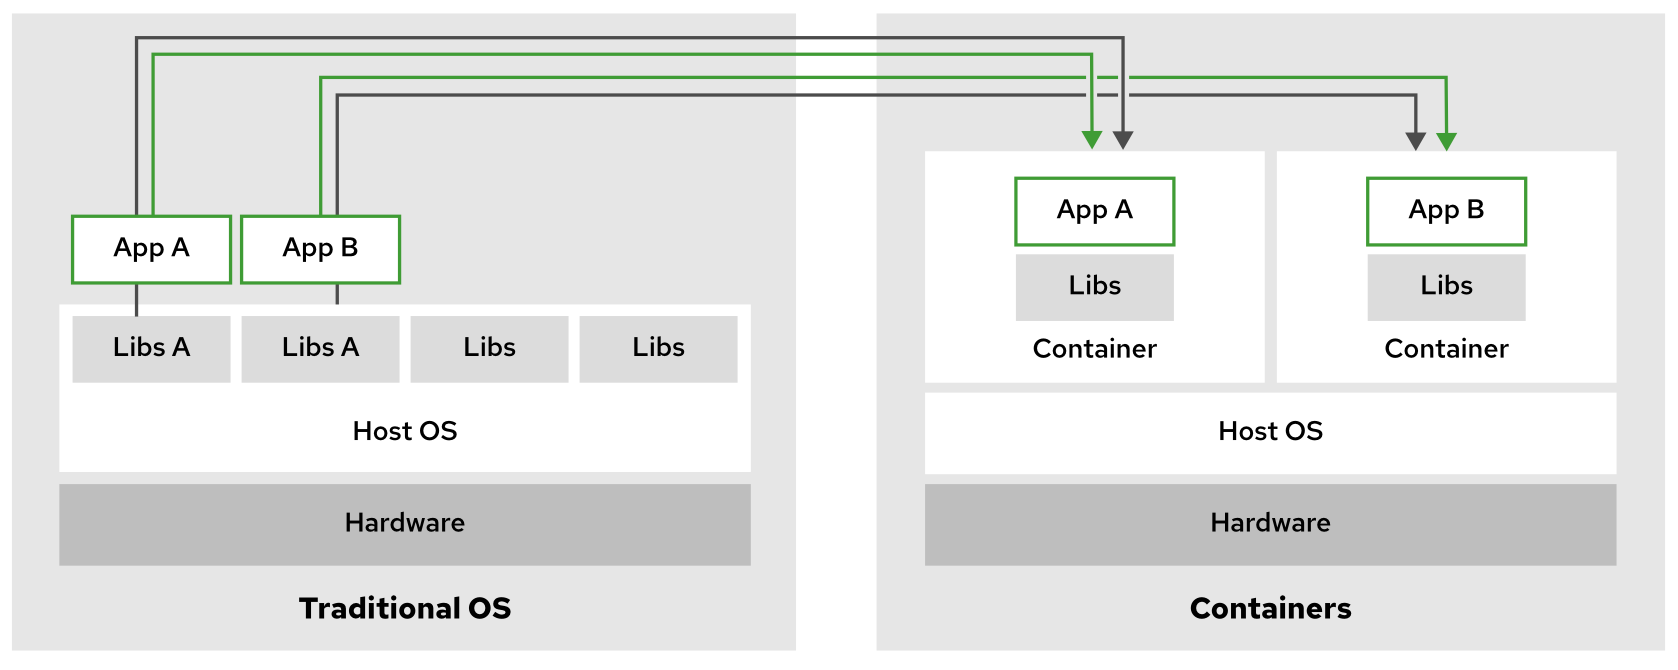 App A
App B
Libs A
Libs A
Libs
Libs
Host OS
Hardware
Traditional OS
App A
Libs
Container
App B
Libs
Container
Host OS
Hardware
Containers